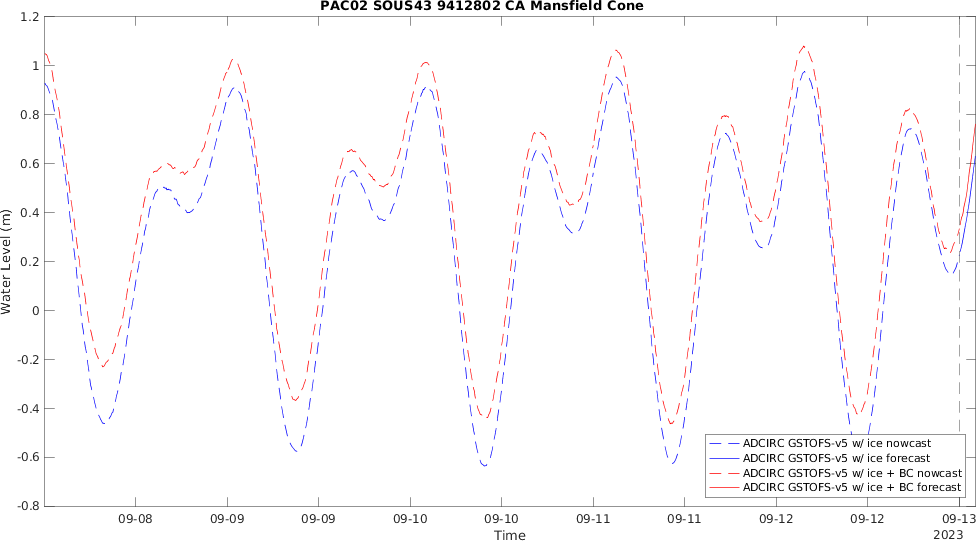 PAC02 SOUS43 9412802 CA Mansfield Cone
1.2
1
0.8
0.6
0.4
0.2
0
-0.2
-0.4
-0.6
-0.8
Water Level (m)
ADCIRC GSTOFS-v5 w/ ice nowcast
ADCIRC GSTOFS-v5 w/ ice forecast
ADCIRC GSTOFS-v5 w/ ice + BC nowcast
ADCIRC GSTOFS-v5 w/ ice + BC forecast
09-08 09-09 09-09 09-10 09-10 09-11 09-11 09-12 09-12 09-13
Time
2023